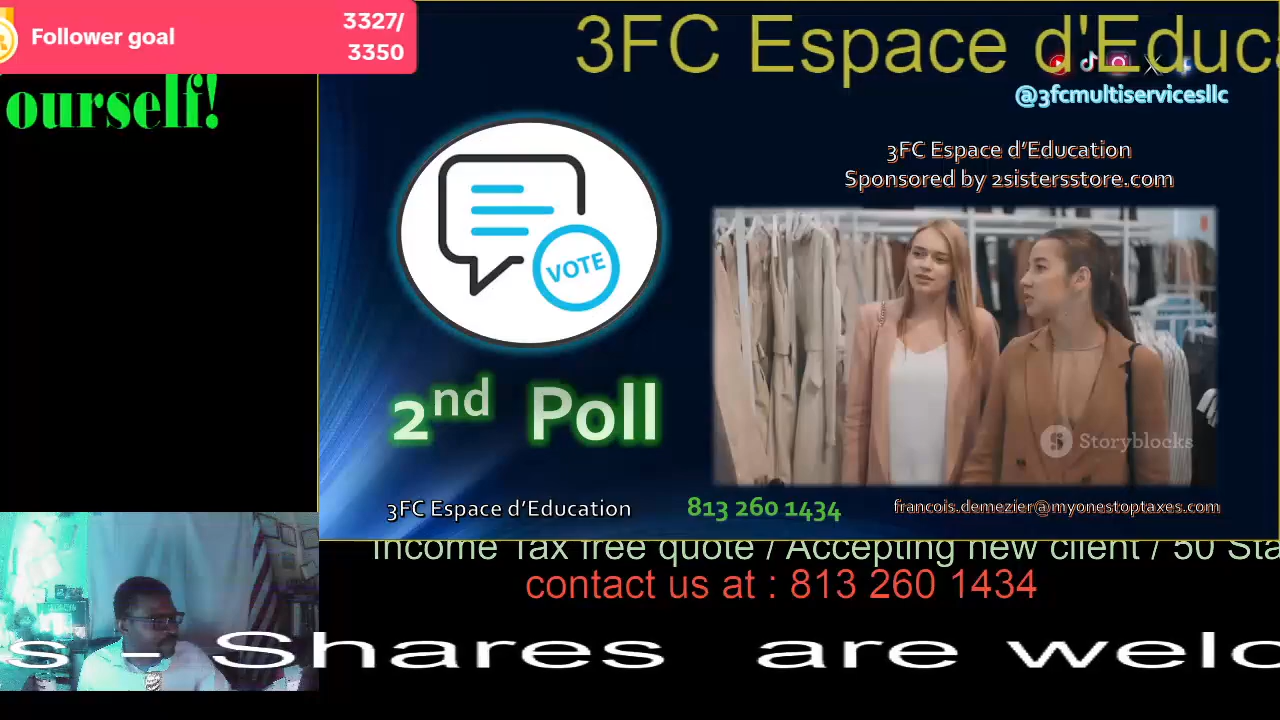 Follower goal
3327/
3350
3FC Espace d'Educa
@3fcmultiservicesllc
ourself!
3FC Espace d'Education
Sponsored by 2sistersstore.com
VOTE
2nd Poll
Storyblocks
3FC Espace d'Education
813 260 1434
francois.demezier@myonestoptaxes.com
Income Tax free quote / Accepting new client / 50 Sta
contact us at : 813 260 1434
s - Shares are welc